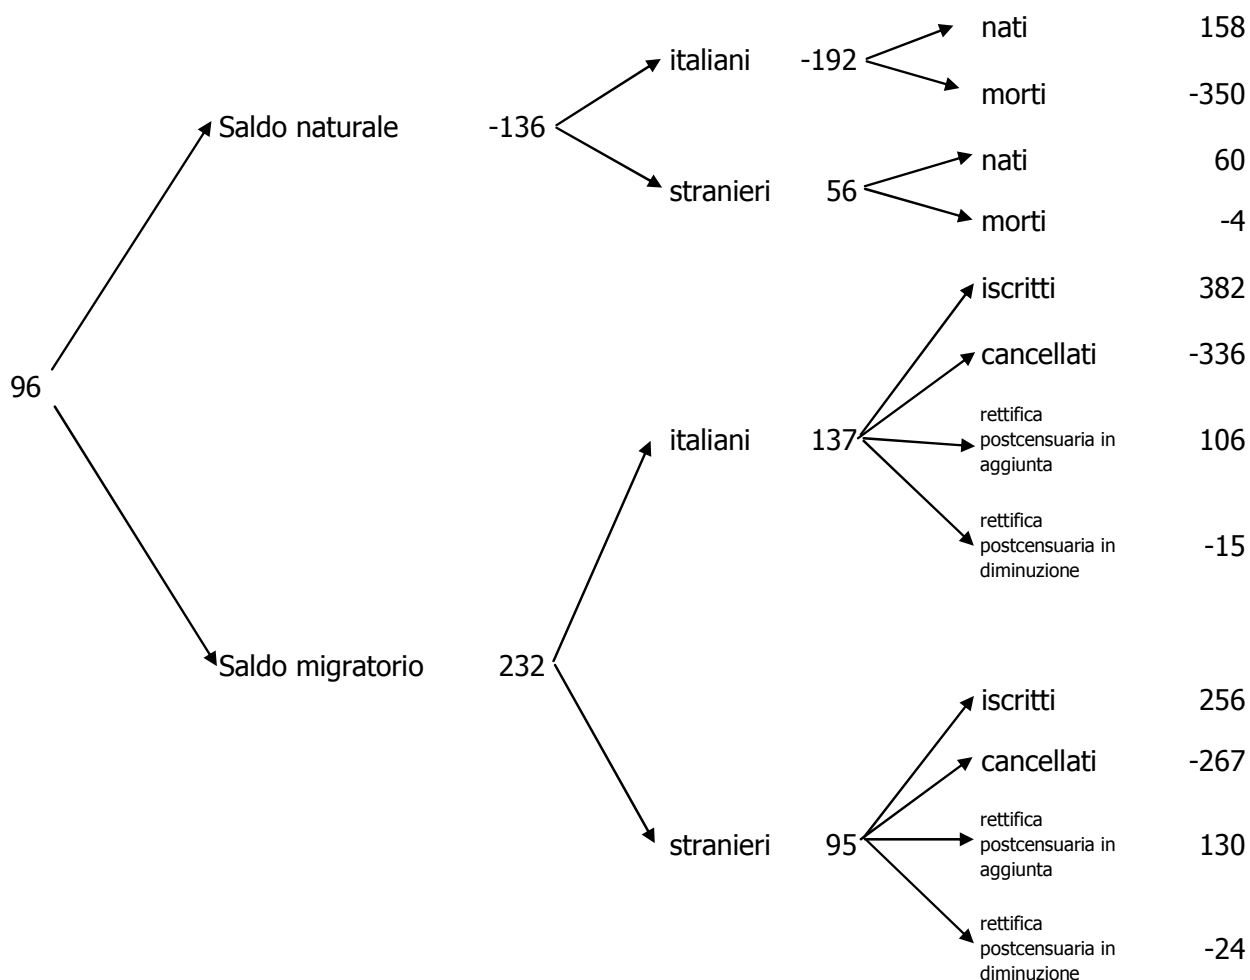 nati 158
italiani -192
morti -350
Saldo naturale -136
nati 60
stranieri 56
morti -4
iscritti 382
cancellati -336
96
rettifica
postcensuaria in
aggiunta
106
italiani 137
rettifica
postcensuaria in
diminuzione
-15
Saldo migratorio 232
iscritti 256
cancellati -267
stranieri 95
rettifica
postcensuaria in
aggiunta
130
rettifica
postcensuaria in
diminuzione
-24